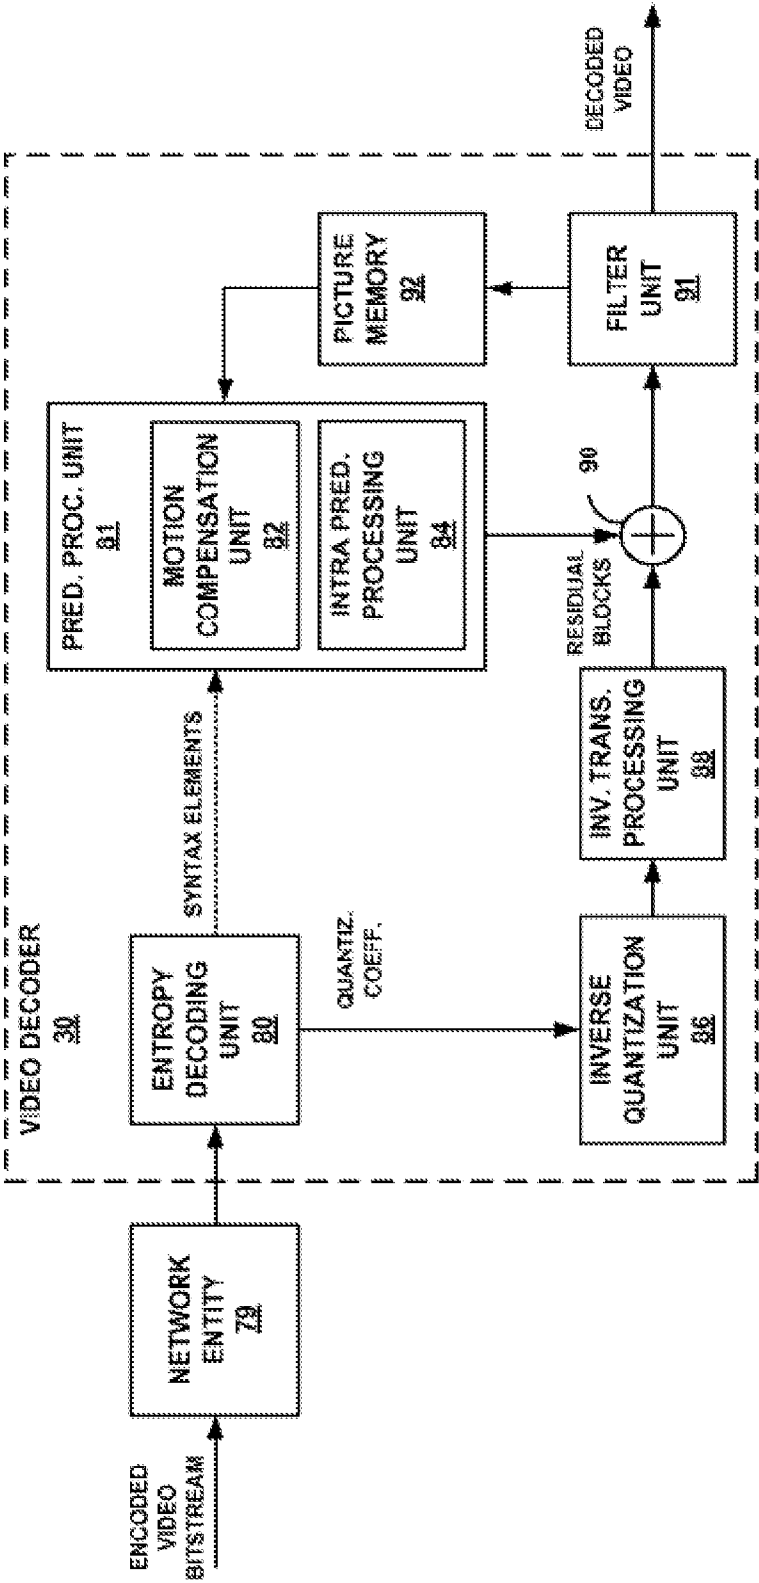 VIDEO DECODER
30
ENCODED
VIDEO
BITSTREAM
NETWORK
ENTITY
79
ENTROPY
DECODING
UNIT
80
SYNTAX ELEMENTS
QUANTIZ.
COEFF.
PRED. PROC. UNIT
81
MOTION
COMPENSATION
UNIT
82
INTRA PRED.
PROCESSING
UNIT
84
PICTURE
MEMORY
92
INVERSE
QUANTIZATION
UNIT
86
INV. TRANS.
PROCESSING
UNIT
88
RESIDUAL
BLOCKS
90
FILTER
UNIT
91
DECODED
VIDEO